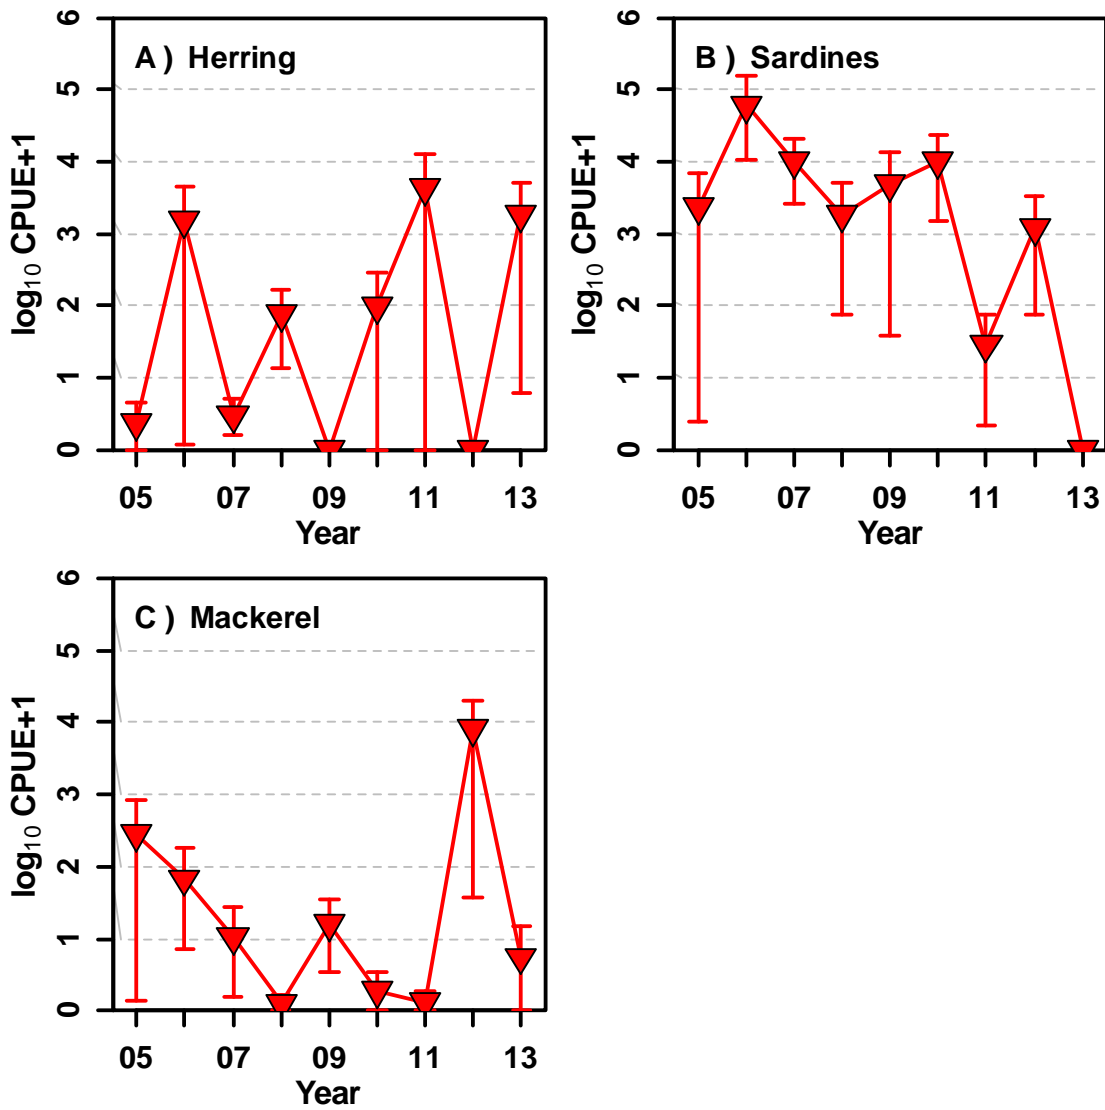 A ) Herring
log10 CPUE+1
0 1 2 3 4 5 6
05 07 09 11 13
Year
B ) Sardines
log10 CPUE+1
0 1 2 3 4 5 6
05 07 09 11 13
Year
C ) Mackerel
log10 CPUE+1
0 1 2 3 4 5 6
05 07 09 11 13
Year